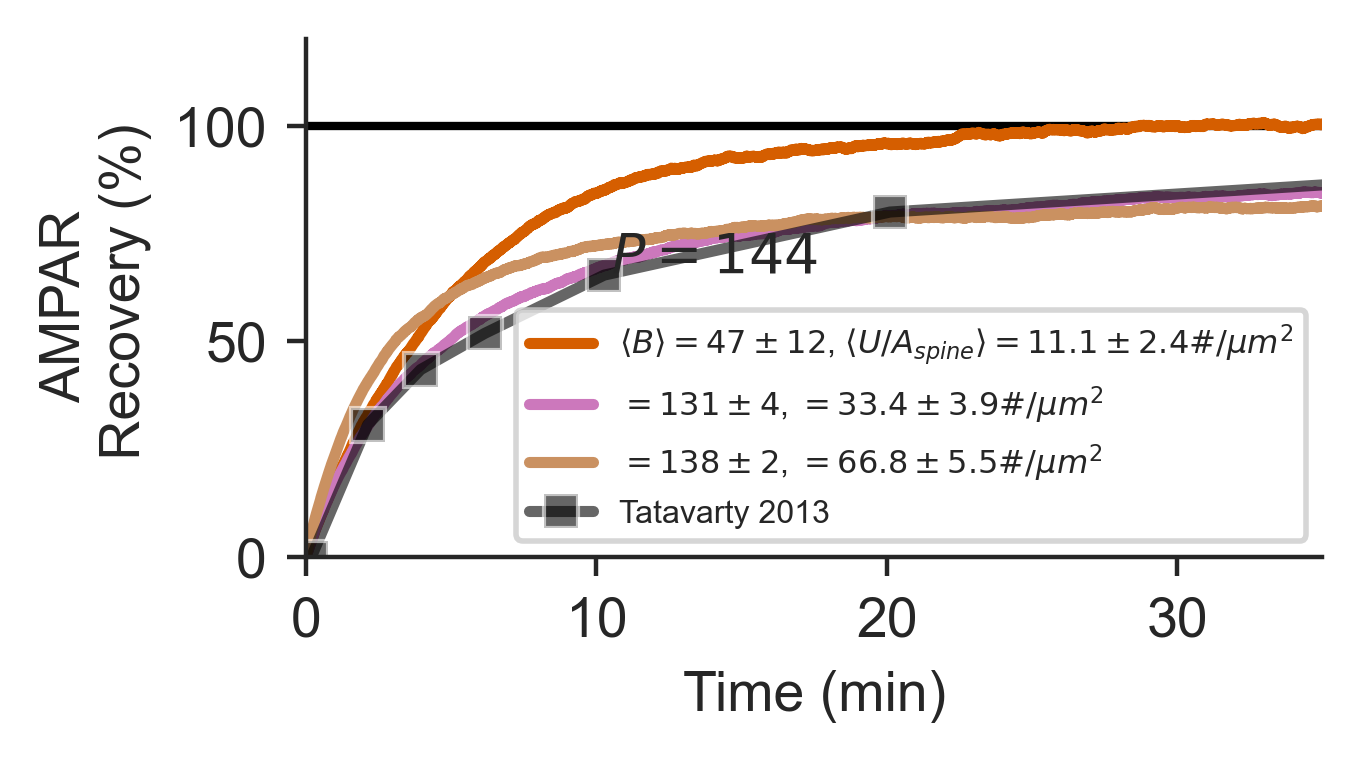 AMPAR
Recovery (%)
100
50
0
P = 144
⟨B⟩ = 47 ± 12, ⟨U/A_spine⟩ = 11.1 ± 2.4#/μm²
= 131 ± 4, = 33.4 ± 3.9#/μm²
= 138 ± 2, = 66.8 ± 5.5#/μm²
Tatavarty 2013
0 10 20 30
Time (min)